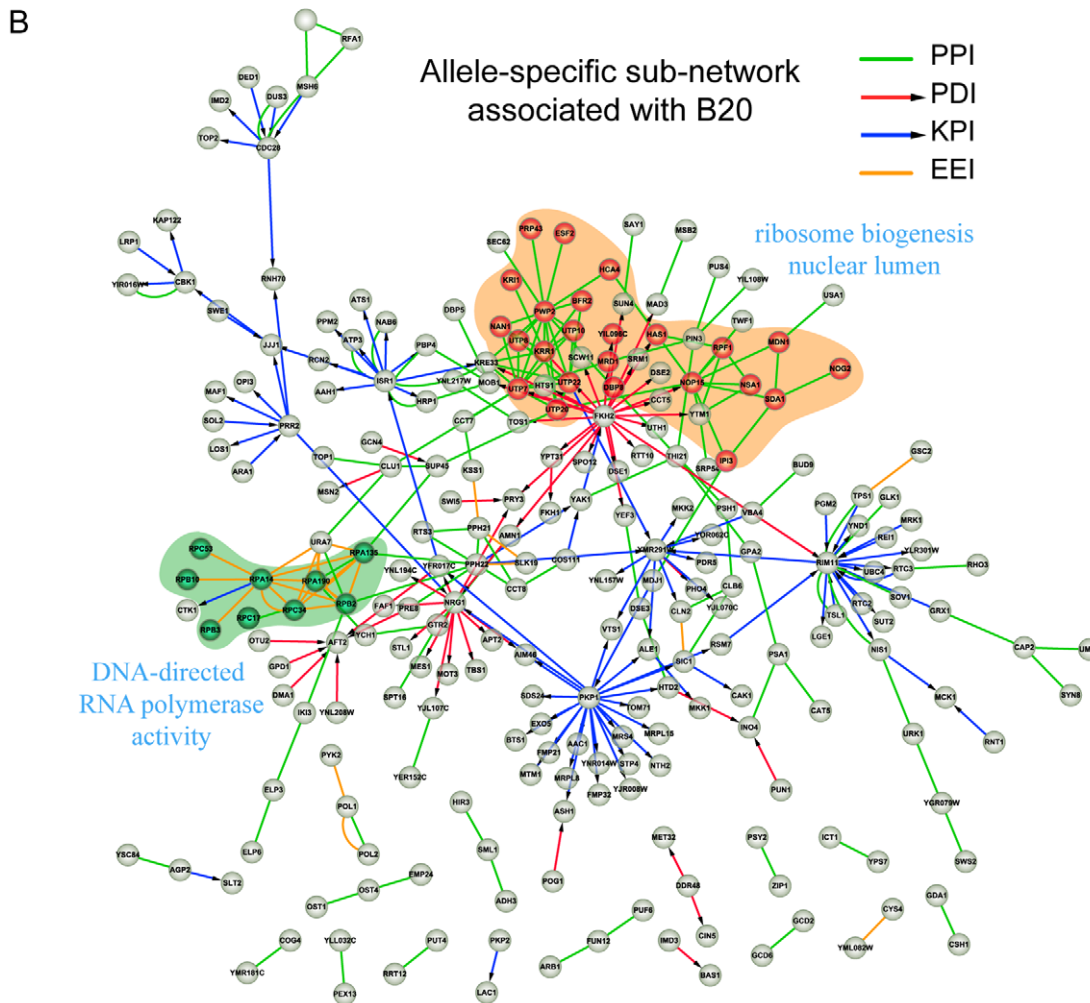 B
Allele-specific sub-network
associated with B20
PPI
PDI
KPI
EEI
ribosome biogenesis
nuclear lumen
DNA-directed
RNA polymerase
activity
RFA1
MSH6
DED1
DUS3
IMD2
TOP2
CDC28
KAP122
LRP1
YIR016W
CBK1
RNH70
SWE1
JJJ1
RCN2
ATS1
PPM2
NAB6
ATP3
PBP4
ISR1
AAH1
HRP1
DBP5
KRE33
MOB1
YNL217W
OPI3
MAF1
SOL2
PRR2
LOS1
ARA1
TOP1
GCN4
CLU1
MSN2
SUP45
CCT7
KSS1
TOS1
SEC62
PRP43
ESF2
HCA4
KRI1
PWP2
BFR2
NAN1
UTP10
KRR1
SCW11
UTP7
HTS1
UTP22
UTP20
MRD1
DBP8
SRM1
HAS1
SUN4
SAY1
MSB2
MAD3
PUS4
YIL108W
PIN3
TWF1
USA1
RPF1
MDN1
NOG2
NOP15
NSA1
SDA1
YTM1
IPI3
SRP54
DSE2
CCT5
FKH2
UTH1
THI21
RTT10
DSE1
SPO12
YPT31
FKH1
YAK1
SWI5
PRY3
AMN1
RTS3
PPH21
PPH22
SLK19
COS111
CCT8
YEF3
PSH1
VBA4
BUD9
GPA2
MKK2
YOR062C
PDR5
YNL157W
MDJ1
PHO4
YJL070C
CLB6
CLN2
DSE3
VTS1
ALE1
SIC1
RSM7
CAK1
HTD2
MKK1
INO4
PSA1
CAT5
PUN1
GSC2
TPS1
GLK1
PGM2
YND1
MRK1
REI1
YLR301W
UBC4
RTC3
RHO3
RIM11
SOV1
GRX1
TSL1
RTG2
SUT2
LGE1
NIS1
MCK1
RNT1
CAP2
SYN8
URK1
YGR079W
SWS2
RPC53
RPB10
RPA14
RPA190
RPA135
RPC34
RPB2
RPC17
RPB3
CTK1
URA7
YNL194C
YFR017C
FAF1
PRE8
NRG1
YCH1
AFT2
OTU2
GPD1
DMA1
YNL208W
IKI3
ELP3
ELP6
GTR2
STL1
MES1
MOT3
TBS1
APT2
AIM46
SPT16
YJL107C
YER152C
PKP1
SDS24
TOM71
EXO5
BTS1
FMP21
MTM1
AAC1
MRPL8
MRS4
MRPL15
YNR014W
STP4
NTH2
FMP32
YJR008W
ASH1
POG1
PYK2
POL1
POL2
HIR3
SML1
ADH3
YSC84
AGP2
SLT2
EMP24
OST4
OST1
COG4
YMR181C
YLL032C
PEX13
PUT4
RRT12
PKP2
LAC1
PUF6
FUN12
ARB1
MET32
DDR48
CIN5
IMD3
BAS1
PSY2
ZIP1
GCD2
GCD6
ICT1
YPS7
CYS4
YML082W
GDA1
CSH1